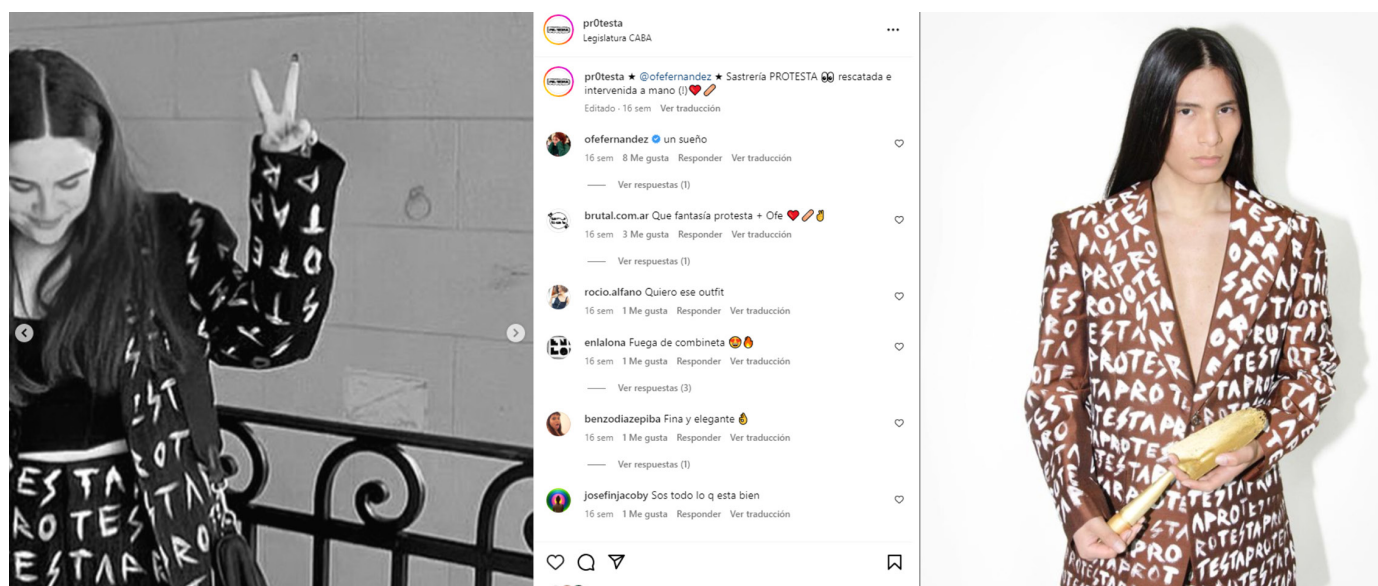 pr0testa
Legislatura CABA
pr0testa ★ @ofefernandez ★ Sastrería PROTESTA 👀 rescatada e
intervenida a mano (!)❤️🩹
Editado · 16 sem Ver traducción
ofefernandez un sueño
16 sem 8 Me gusta Responder Ver traducción
Ver respuestas (1)
brutal.com.ar Que fantasía protesta + Ofe ❤️🩹✌️
16 sem 3 Me gusta Responder Ver traducción
Ver respuestas (1)
rocio.alfano Quiero ese outfit
16 sem 1 Me gusta Responder Ver traducción
enlalona Fuega de combineta 😍🔥
16 sem 1 Me gusta Responder Ver traducción
Ver respuestas (3)
benzodiazepiba Fina y elegante 👌
16 sem 1 Me gusta Responder Ver traducción
Ver respuestas (1)
josefinjacoby Sos todo lo q esta bien
16 sem 1 Me gusta Responder Ver traducción
ESTA
PROTES
ESTAPRO
PROTESTA